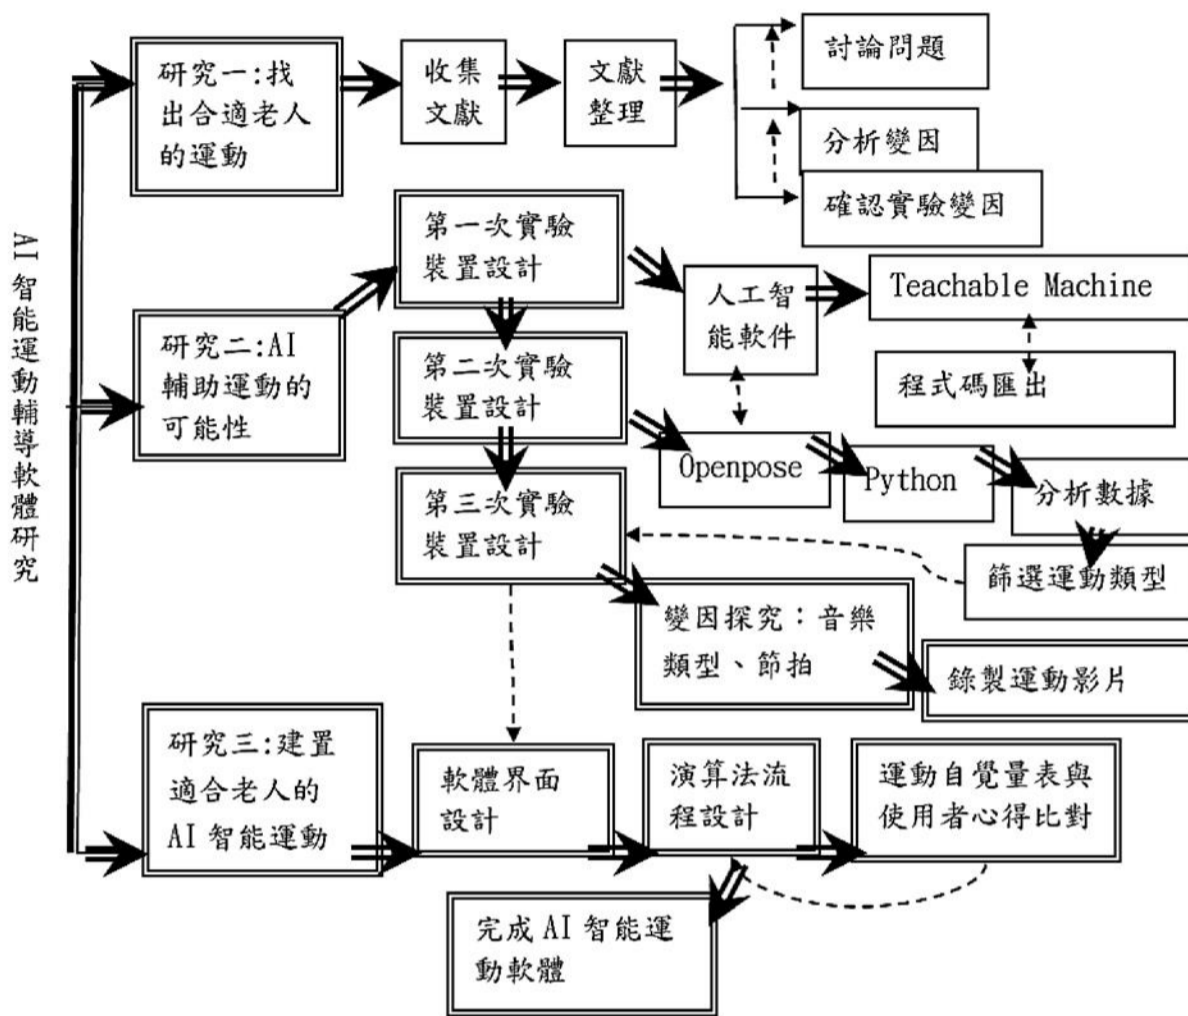 AI智能運動輔導軟體研究
研究一:找
出合適老人
的運動
收集
文獻
文獻
整理
討論問題
分析變因
確認實驗變因
研究二:AI
輔助運動的
可能性
第一次實驗
裝置設計
人工智
能軟件
Teachable Machine
程式碼匯出
第二次實驗
裝置設計
Openpose
Python
分析數據
篩選運動類型
第三次實驗
裝置設計
變因探究：音樂
類型、節拍
錄製運動影片
研究三:建置
適合老人的
AI 智能運動
軟體界面
設計
演算法流
程設計
運動自覺量表與
使用者心得比對
完成 AI 智能運
動軟體